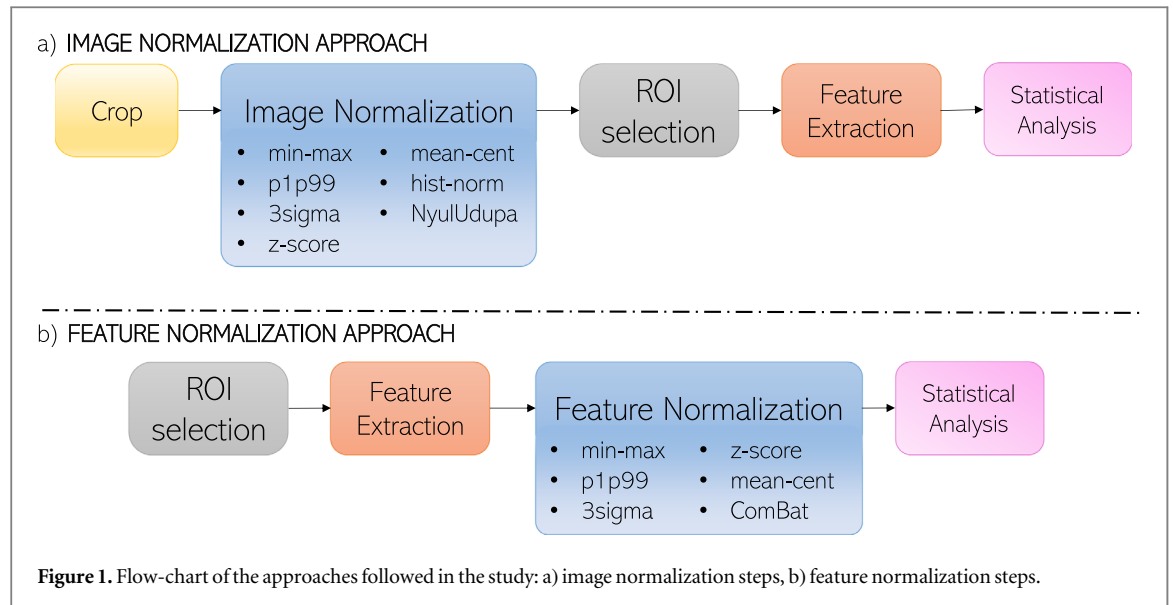 a) IMAGE NORMALIZATION APPROACH
Crop
Image Normalization
• min-max
• p1p99
• 3sigma
• z-score
• mean-cent
• hist-norm
• NyulUdupa
ROI
selection
Feature
Extraction
Statistical
Analysis
b) FEATURE NORMALIZATION APPROACH
ROI
selection
Feature
Extraction
Feature Normalization
• min-max
• p1p99
• 3sigma
• z-score
• mean-cent
• ComBat
Statistical
Analysis
Figure 1. Flow-chart of the approaches followed in the study: a) image normalization steps, b) feature normalization steps.